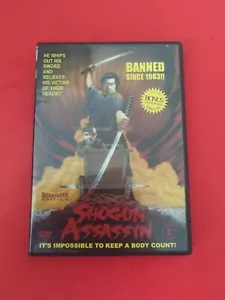 HE WHIPS
OUT HIS
SWORD
AND
RELIEVES
HIS VICTIMS
OF THEIR
HEADS!!
BANNED
SINCE 1983!!
BONUS
SHOGUN
ASSASSIN
IT'S IMPOSSIBLE TO KEEP A BODY COUNT!